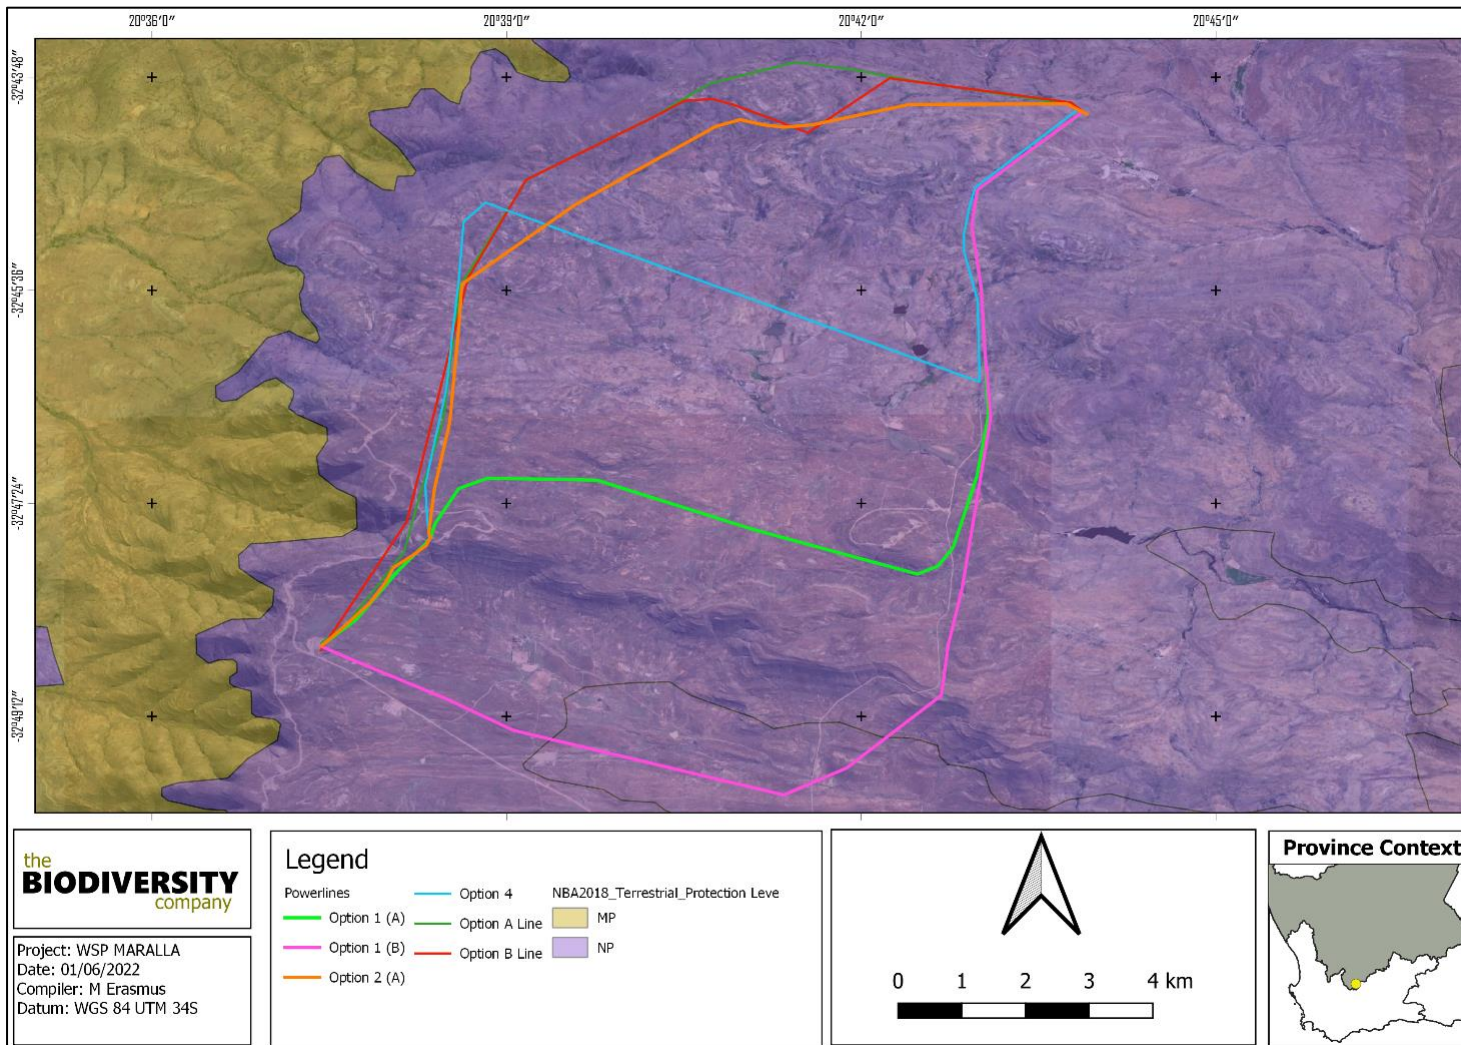 20°36'0"
20°39'0"
20°42'0"
20°45'0"
-32°43'48"
-32°45'36"
-32°47'24"
-32°49'12"
the
BIODIVERSITY
company
Project: WSP MARALLA
Date: 01/06/2022
Compiler: M Erasmus
Datum: WGS 84 UTM 34S
Legend
Powerlines
Option 1 (A)
Option 1 (B)
Option 2 (A)
Option 4
Option A Line
Option B Line
NBA2018_Terrestrial_Protection Leve
MP
NP
0 1 2 3 4 km
Province Context